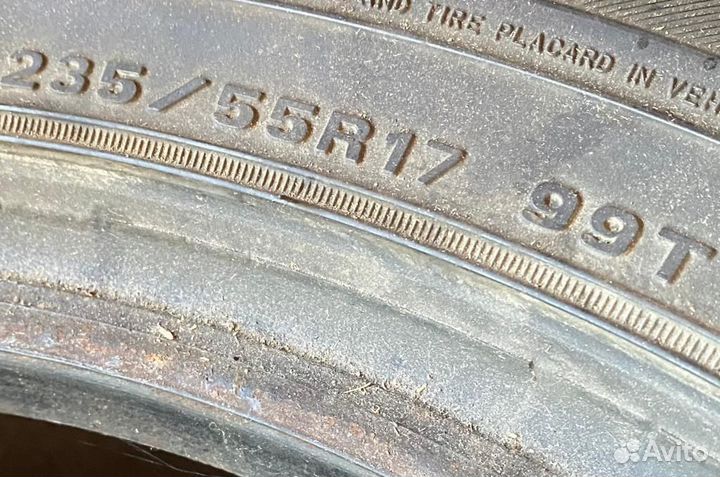 AND TIRE PLACARD IN VEH
235/55R17 99T
Avito